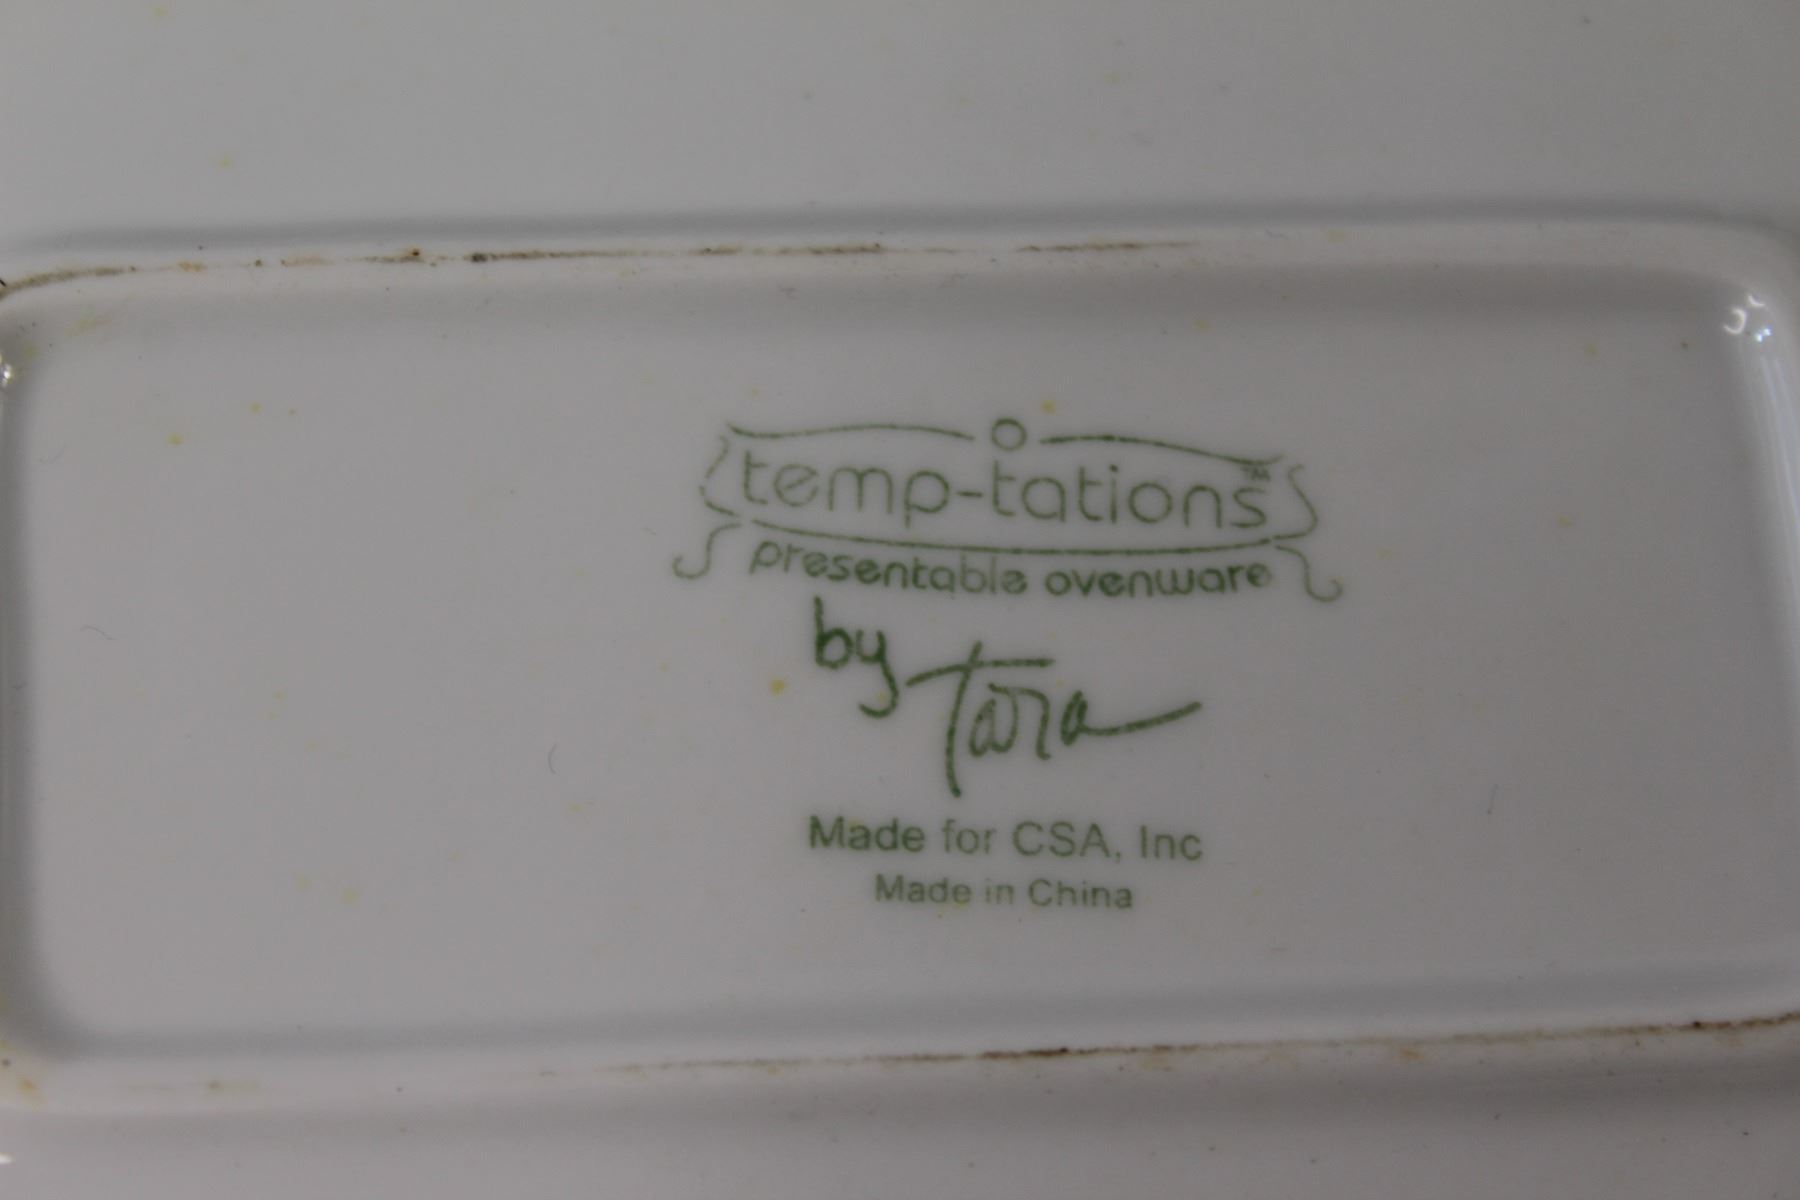 temp-tations™
presentable ovenware
by Tara
Made for CSA, Inc
Made in China